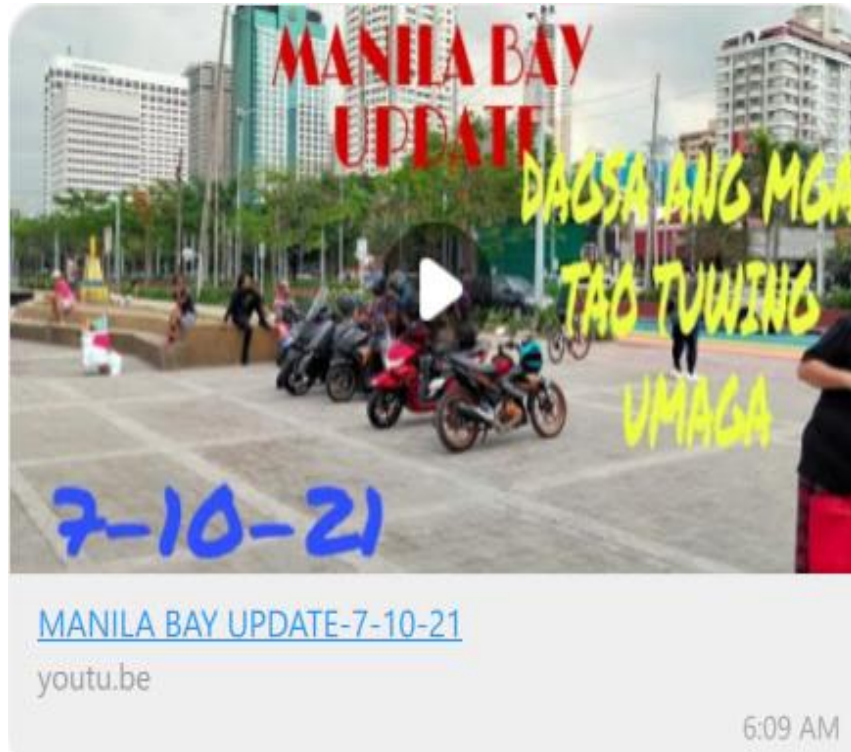 MANILA BAY
UPDATE
DAGSA ANG MGA
TAO TUWING
UMAGA
7-10-21
MANILA BAY UPDATE-7-10-21
youtu.be
6:09 AM